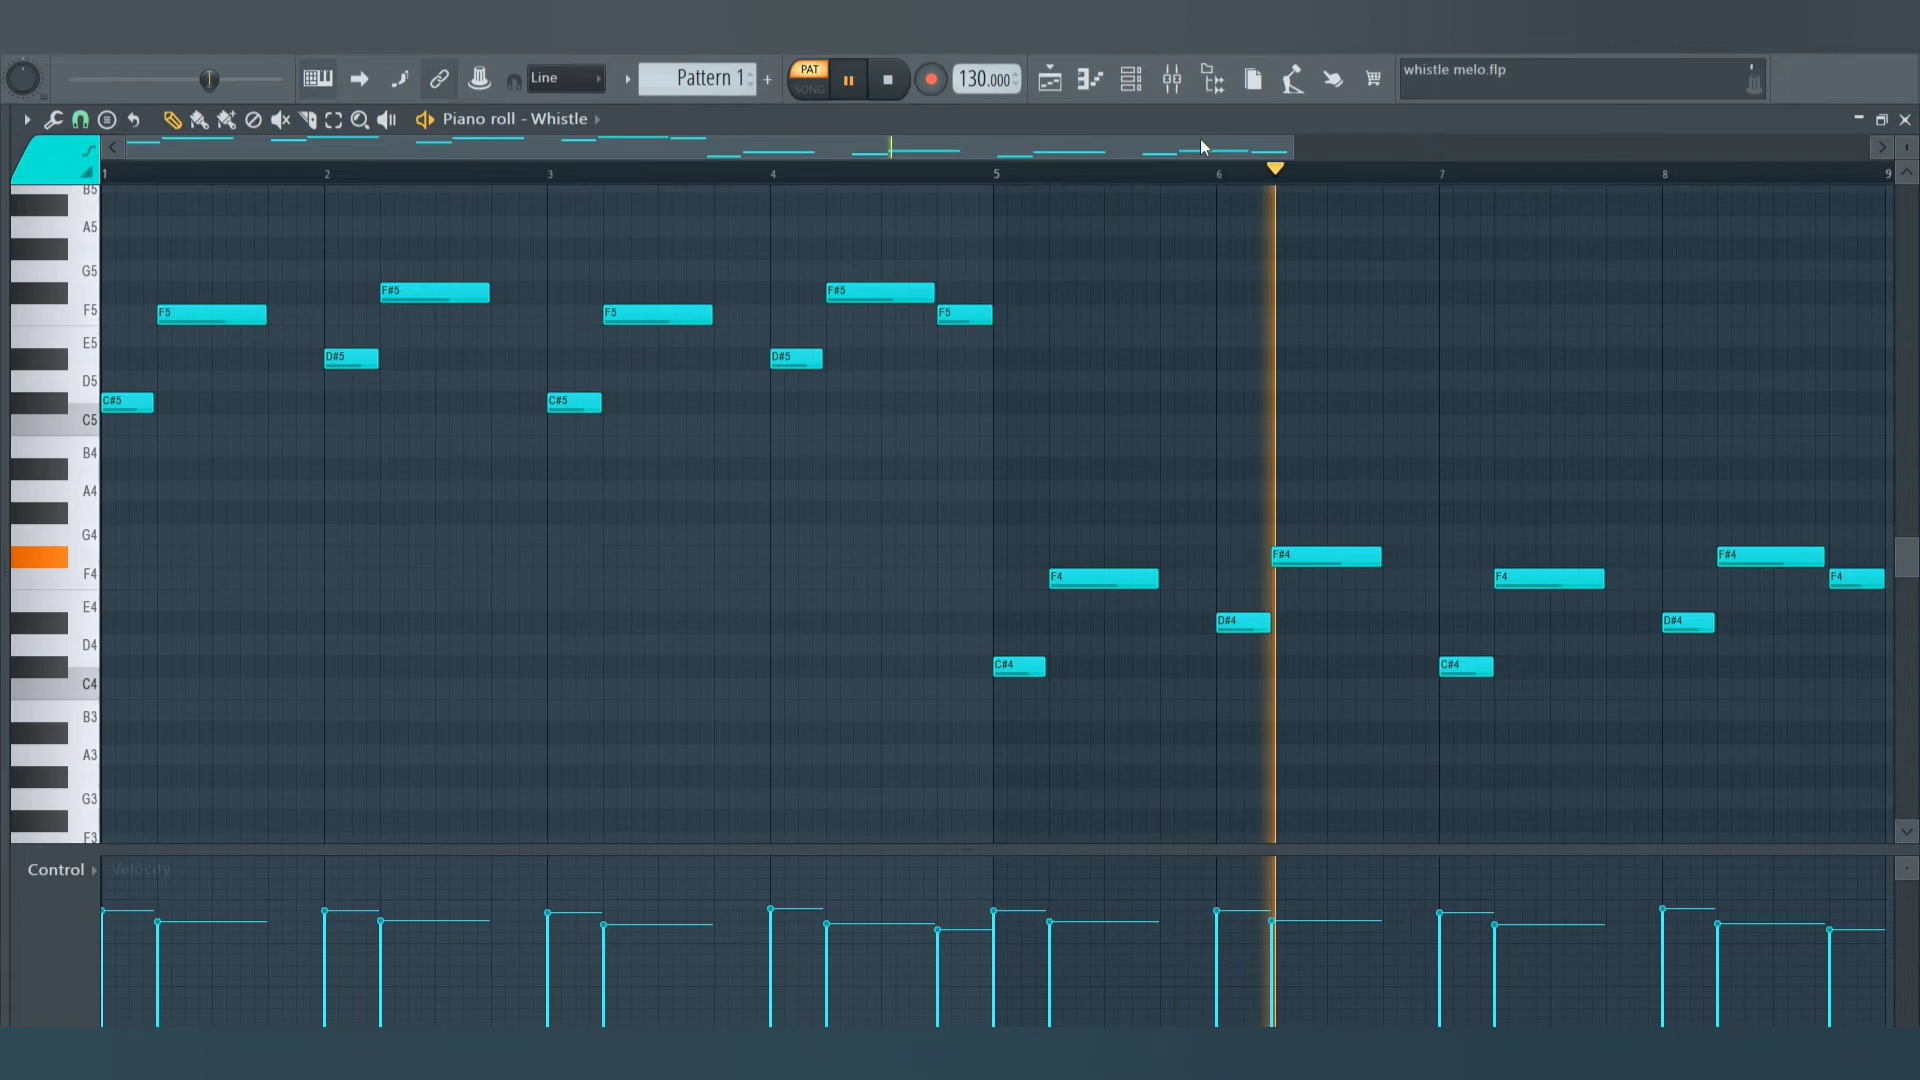 Line
Pattern 1
+
PAT
SONG
130.000
whistle melo.flp
Piano roll - Whistle
1 2 3 4 5 6 7 8 9
B5
A5
G5
F#5 F#5
F5 F5 F5 F5
E5
D#5 D#5
D5
C#5 C#5
C5
B4
A4
G4
F#4 F#4
F4 F4 F4 F4
E4
D#4 D#4
D4
C#4 C#4
C4
B3
A3
G3
F3
Control Velocity